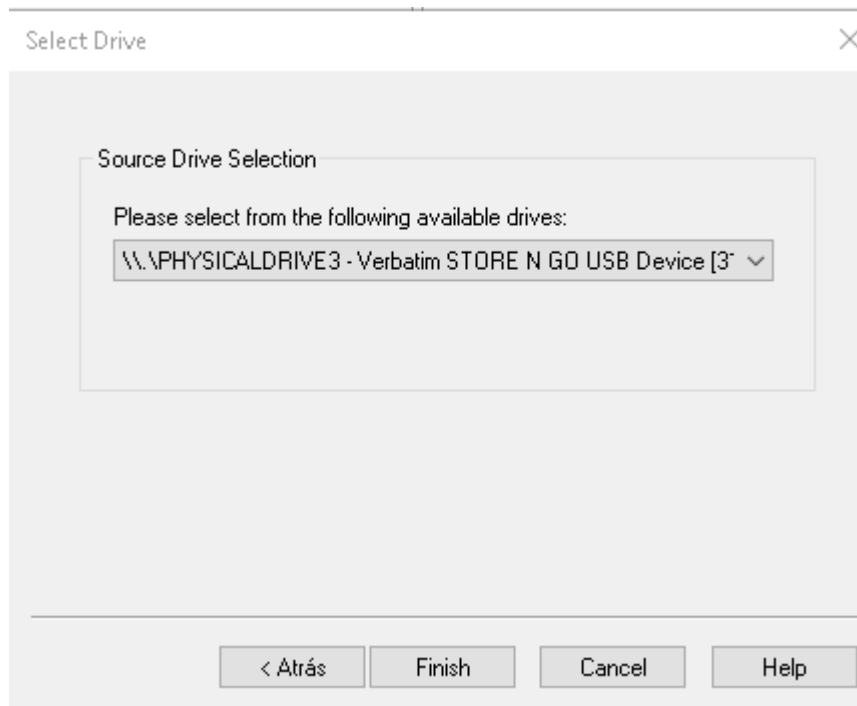 Select Drive
Source Drive Selection
Please select from the following available drives:
\\.\PHYSICALDRIVE3 - Verbatim STORE N GO USB Device [3
< Atrás
Finish
Cancel
Help